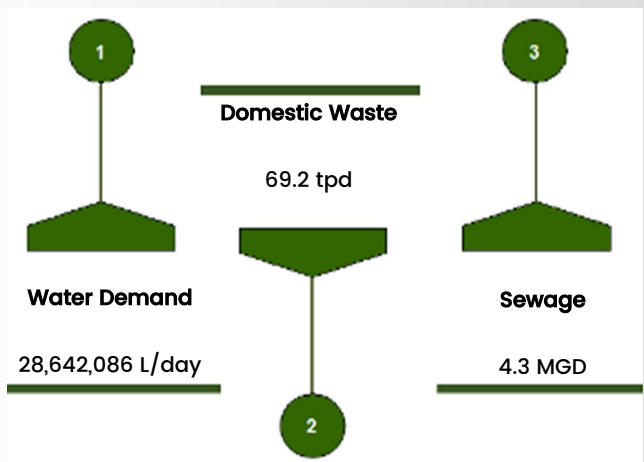 1
Water Demand
28,642,086 L/day
Domestic Waste
69.2 tpd
2
3
Sewage
4.3 MGD